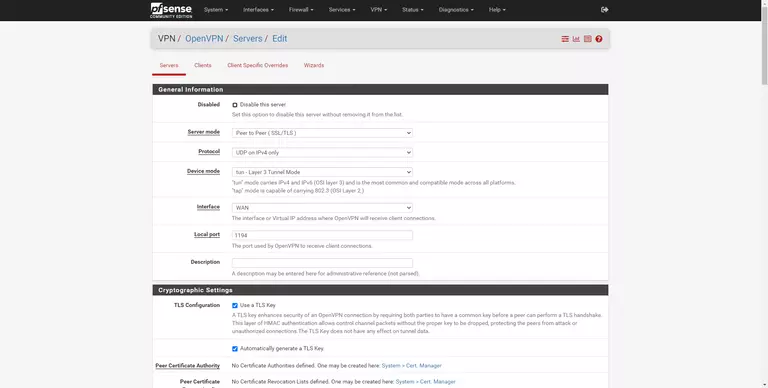 pfSense
COMMUNITY EDITION
System Interfaces Firewall Services VPN Status Diagnostics Help
VPN / OpenVPN / Servers / Edit
Servers Clients Client Specific Overrides Wizards
General Information
Disabled Disable this server
Set this option to disable this server without removing it from the list.
Server mode Peer to Peer ( SSL/TLS )
Protocol UDP on IPv4 only
Device mode tun - Layer 3 Tunnel Mode
"tun" mode carries IPv4 and IPv6 (OSI layer 3) and is the most common and compatible mode across all platforms.
"tap" mode is capable of carrying 802.3 (OSI Layer 2.)
Interface WAN
The interface or Virtual IP address where OpenVPN will receive client connections.
Local port 1194
The port used by OpenVPN to receive client connections.
Description
A description may be entered here for administrative reference (not parsed).
Cryptographic Settings
TLS Configuration Use a TLS Key
A TLS key enhances security of an OpenVPN connection by requiring both parties to have a common key before a peer can perform a TLS handshake.
This layer of HMAC authentication allows control channel packets without the proper key to be dropped, protecting the peers from attack or
unauthorized connections.The TLS Key does not have any effect on tunnel data.
Automatically generate a TLS Key.
Peer Certificate Authority No Certificate Authorities defined. One may be created here: System > Cert. Manager
Peer Certificate No Certificate Revocation Lists defined. One may be created here: System > Cert. Manager